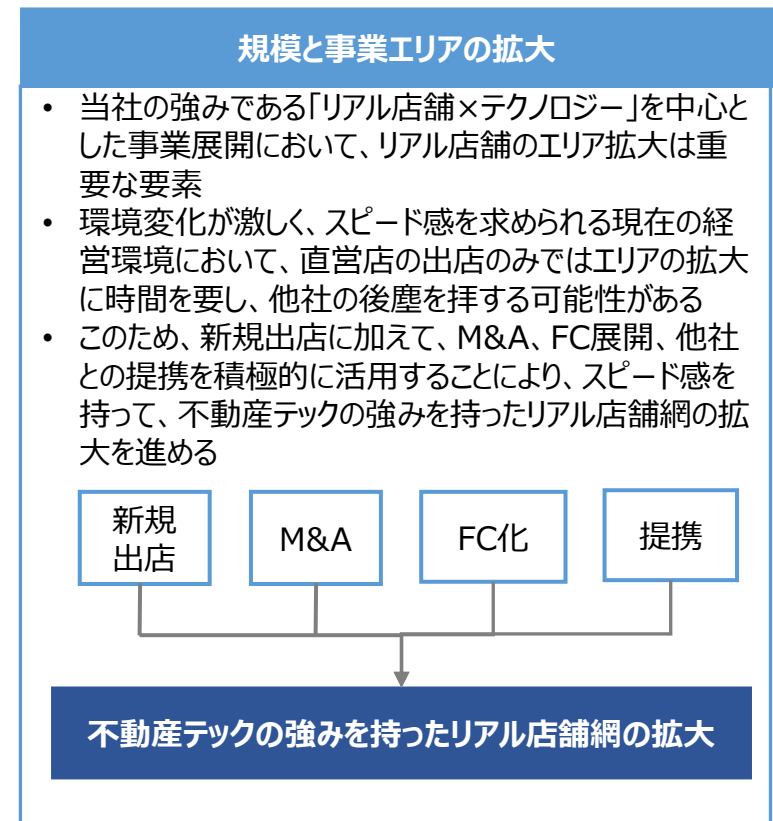 規模と事業エリアの拡大
• 当社の強みである「リアル店舗×テクノロジー」を中心と
した事業展開において、リアル店舗のエリア拡大は重
要な要素
• 環境変化が激しく、スピード感を求められる現在の経
営環境において、直営店の出店のみではエリアの拡大
に時間を要し、他社の後塵を拝する可能性がある
• このため、新規出店に加えて、M&A、FC展開、他社
との提携を積極的に活用することにより、スピード感を
持って、不動産テックの強みを持ったリアル店舗網の拡
大を進める
新規
出店
M&A
FC化
提携
不動産テックの強みを持ったリアル店舗網の拡大